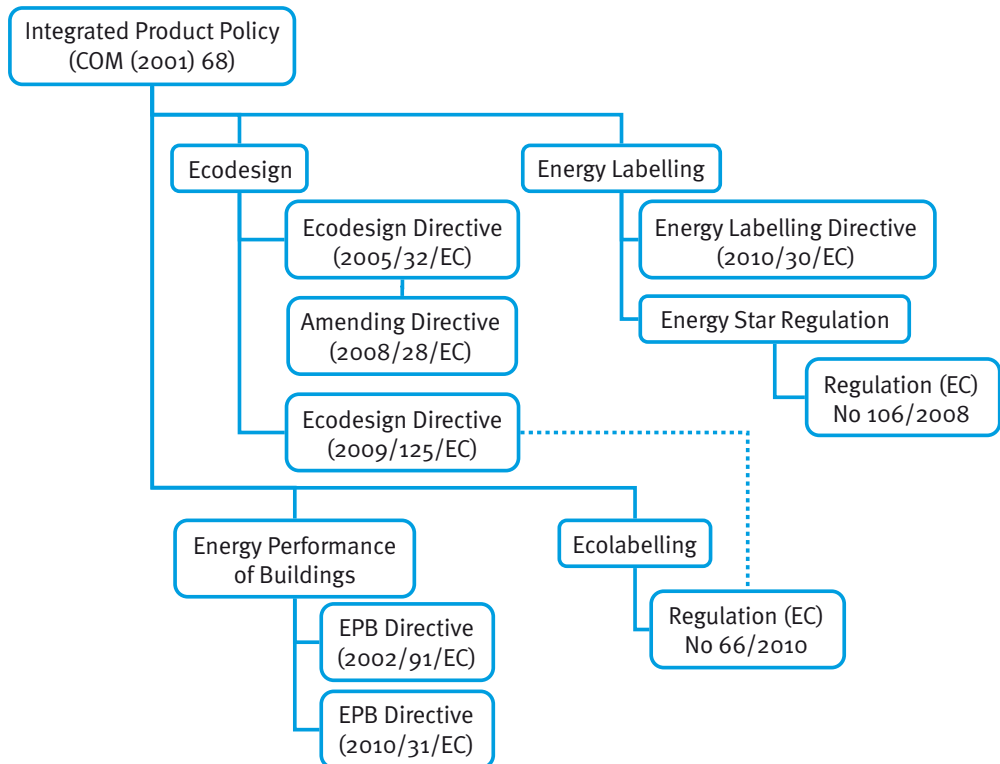 Integrated Product Policy
(COM (2001) 68)
Ecodesign
Energy Labelling
Ecodesign Directive
(2005/32/EC)
Energy Labelling Directive
(2010/30/EC)
Amending Directive
(2008/28/EC)
Energy Star Regulation
Regulation (EC)
No 106/2008
Ecodesign Directive
(2009/125/EC)
Energy Performance
of Buildings
Ecolabelling
EPB Directive
(2002/91/EC)
Regulation (EC)
No 66/2010
EPB Directive
(2010/31/EC)